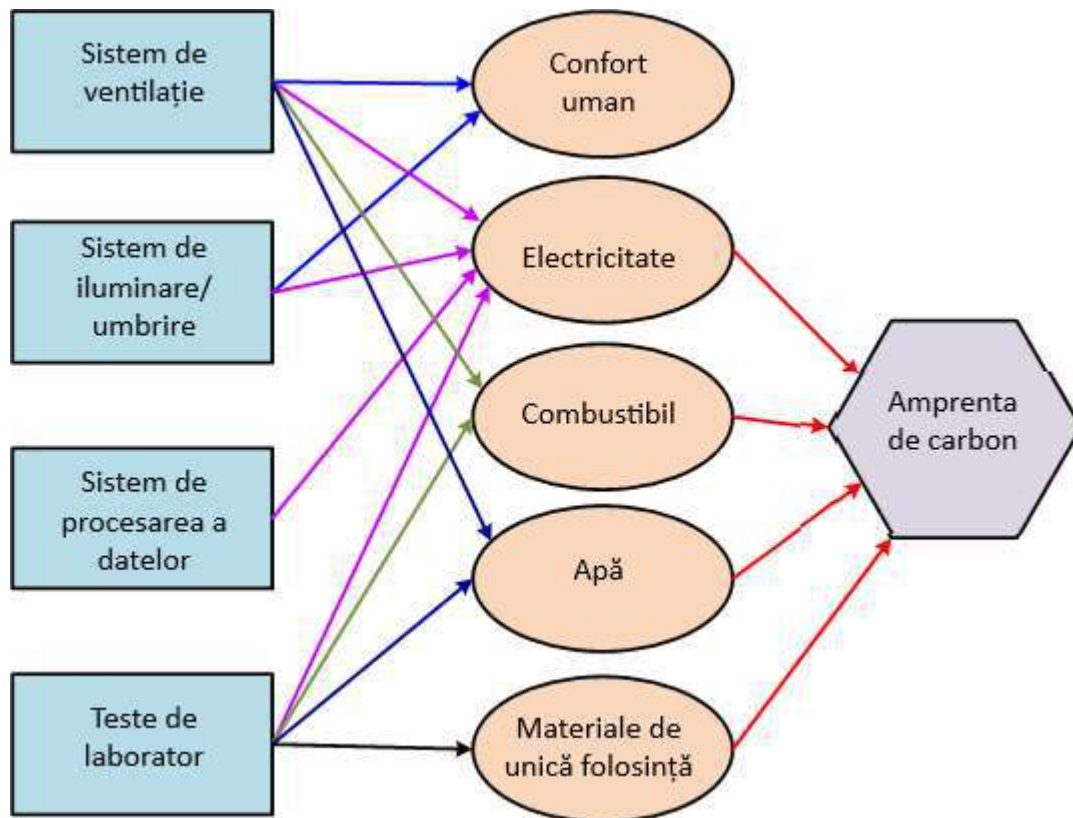 Sistem de
ventilație
Confort
uman
Sistem de
iluminare/
umbrire
Electricitate
Combustibil
Amprenta
de carbon
Sistem de
procesarea a
datelor
Apă
Teste de
laborator
Materiale de
unică folosință